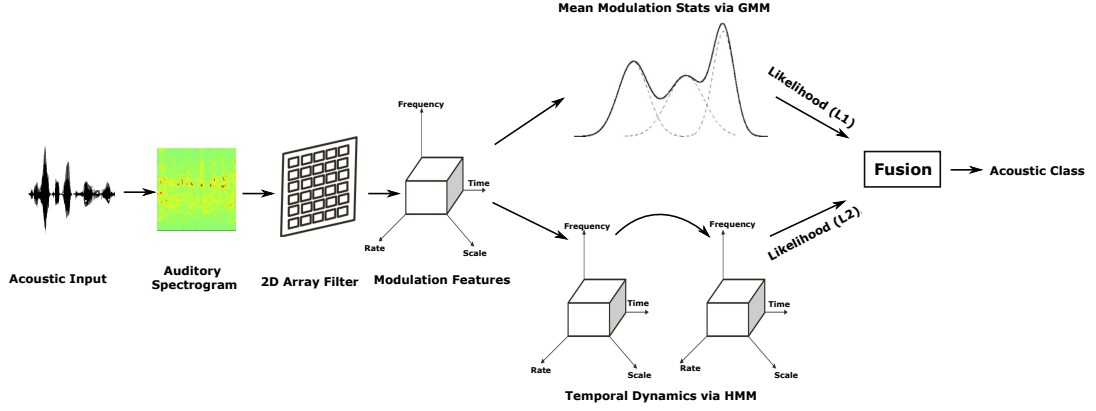 Mean Modulation Stats via GMM
Frequency
Time
Rate
Scale
Likelihood (L1)
Fusion
Acoustic Class
Likelihood (L2)
Acoustic Input
Auditory
Spectrogram
2D Array Filter
Modulation Features
Frequency
Time
Rate
Scale
Frequency
Time
Rate
Scale
Temporal Dynamics via HMM